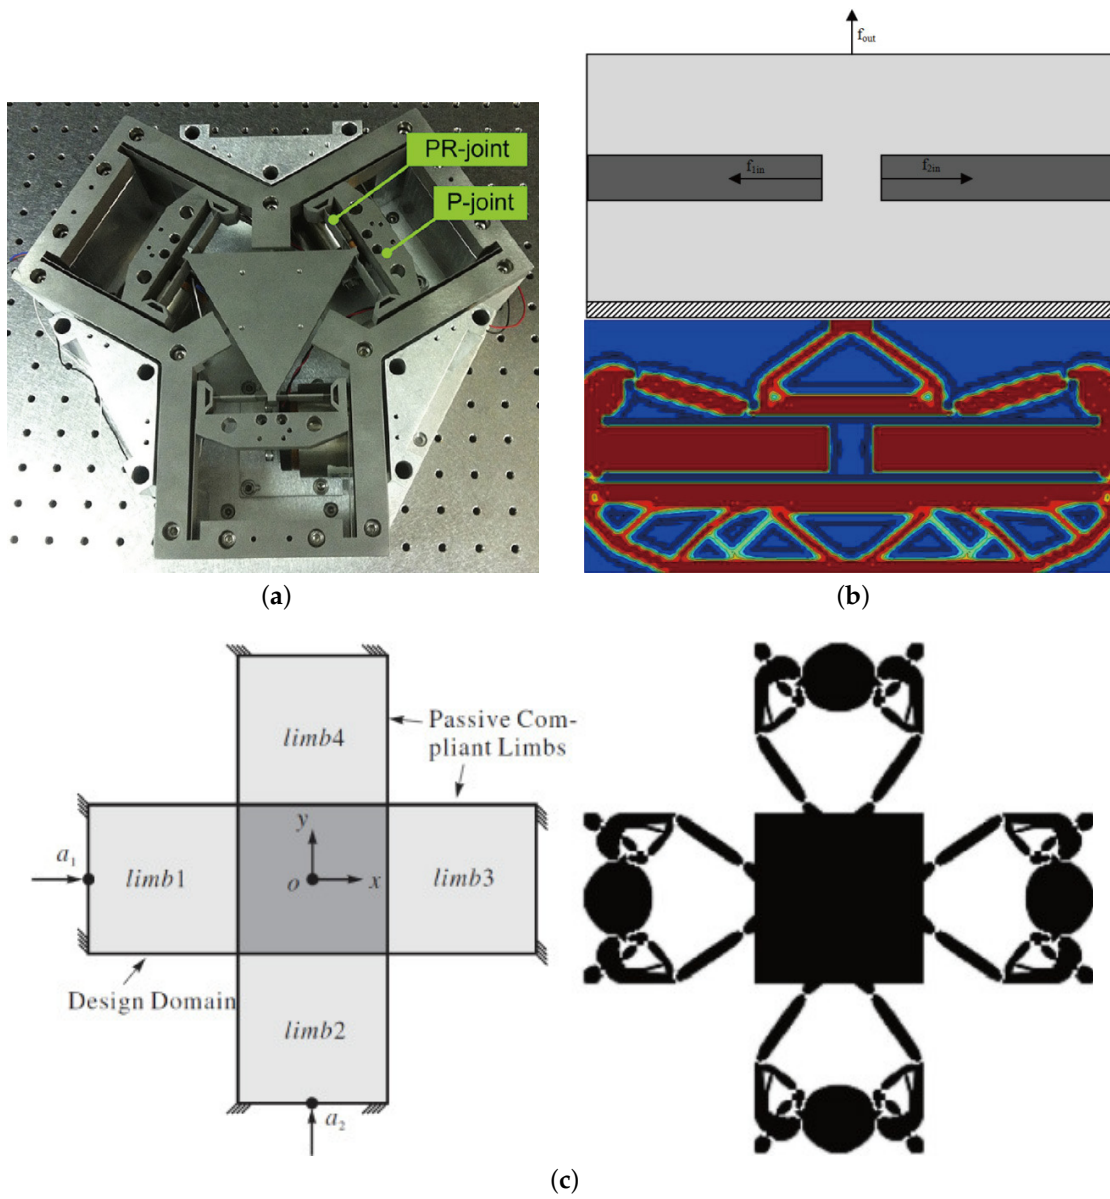 PR-joint
P-joint
(a)
f_out
f_1in
f_2in
(b)
limb4
Passive Com-
pliant Limbs
y
a_1
limb1
o
x
limb3
Design Domain
limb2
a_2
(c)